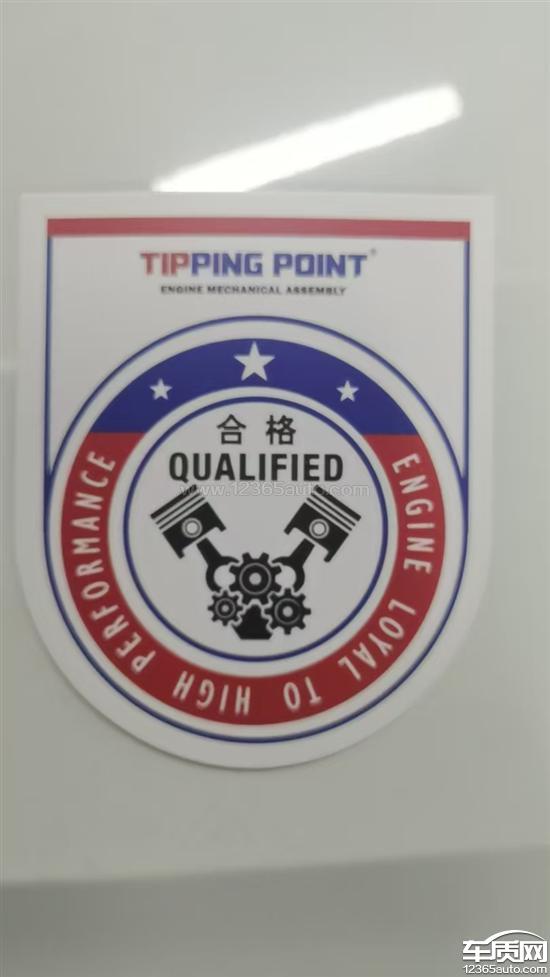 TIPPING POINT®
ENGINE MECHANICAL ASSEMBLY
合格
QUALIFIED
www.12365auto.com
ENGINE LOYAL TO HIGH PERFORMANCE
车质网
12365auto.com